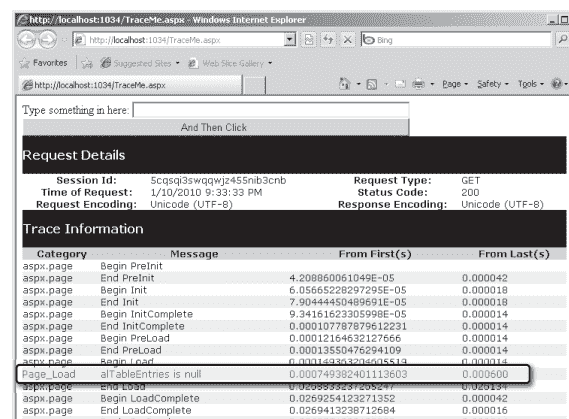 http://localhost:1034/TraceMe.aspx - Windows Internet Explorer
http://localhost:1034/TraceMe.aspx
Bing
Favorites
Suggested Sites
Web Slice Gallery
http://localhost:1034/TraceMe.aspx
Page Safety Tools
Type something in here:
And Then Click
Request Details
Session Id: 5cqsqi3swqqwjz455nib3cnb Request Type: GET
Time of Request: 1/10/2010 9:33:33 PM Status Code: 200
Request Encoding: Unicode (UTF-8) Response Encoding: Unicode (UTF-8)
Trace Information
Category Message From First(s) From Last(s)
aspx.page Begin PreInit
aspx.page End PreInit 4.208860061049E-05 0.000042
aspx.page Begin Init 6.05665228297295E-05 0.000018
aspx.page End Init 7.90444450489691E-05 0.000018
aspx.page Begin InitComplete 9.34161623305998E-05 0.000014
aspx.page End InitComplete 0.000107787879612231 0.000014
aspx.page Begin PreLoad 0.00012164632127666 0.000014
aspx.page End PreLoad 0.00013550476294109 0.000014
aspx.page Begin Load 0.000149363204605519 0.000014
Page_Load alTableEntries is null 0.000749382401113603 0.000600
aspx.page End Load 0.025134
aspx.page Begin LoadComplete 0.0269254123271352 0.000042
aspx.page End LoadComplete 0.0269413238712684 0.000016